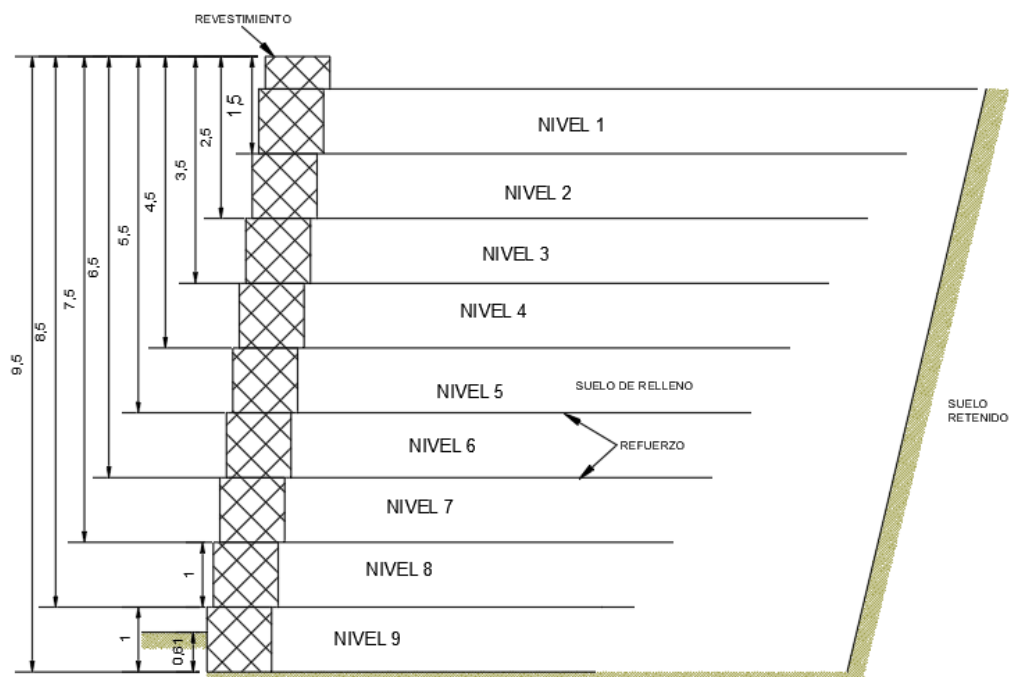 REVESTIMIENTO
1,5
NIVEL 1
2,5
3,5
NIVEL 2
4,5
NIVEL 3
5,5
NIVEL 4
6,5
7,5
8,5
9,5
NIVEL 5
SUELO DE RELLENO
SUELO
RETENIDO
NIVEL 6
REFUERZO
NIVEL 7
1
NIVEL 8
1
0,61
NIVEL 9